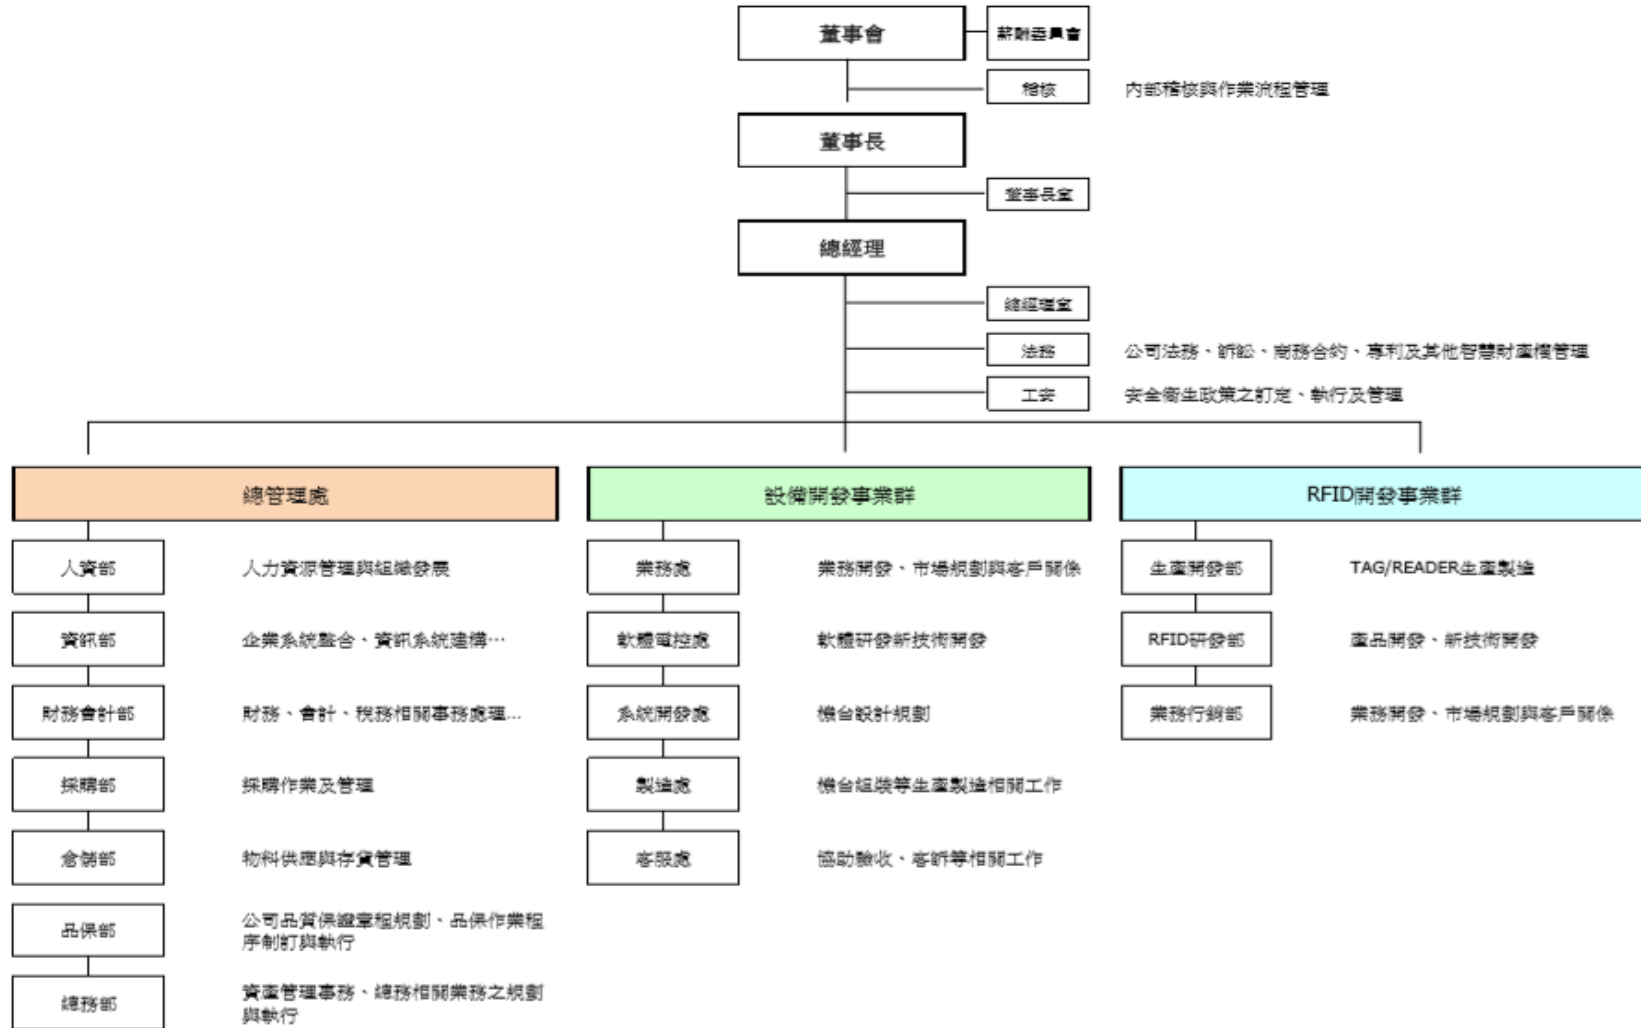 董事會
薪酬委員會
稽核
內部稽核與作業流程管理
董事長
董事長室
總經理
總經理室
法務
公司法務、訴訟、商務合約、專利及其他智慧財產權管理
工安
安全衛生政策之訂定、執行及管理
總管理處
設備開發事業群
RFID開發事業群
人資部
人力資源管理與組織發展
業務處
業務開發、市場規劃與客戶關係
生產開發部
TAG/READER生產製造
資訊部
企業系統整合、資訊系統建構…
軟體電控處
軟體研發新技術開發
RFID研發部
產品開發、新技術開發
財務會計部
財務、會計、稅務相關事務處理...
系統開發處
機台設計規劃
業務行銷部
業務開發、市場規劃與客戶關係
採購部
採購作業及管理
製造處
機台組裝等生產製造相關工作
倉儲部
物料供應與存貨管理
客服處
協助驗收、客訴等相關工作
品保部
公司品質保證章程規劃、品保作業程
序制訂與執行
總務部
資產管理事務、總務相關業務之規劃
與執行